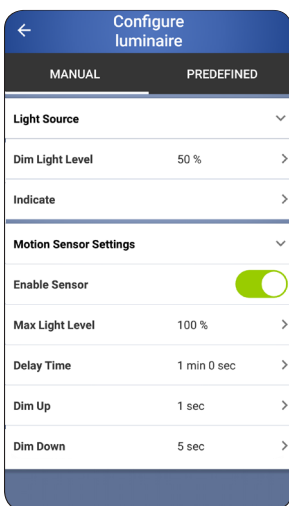 Configure
luminaire
MANUAL PREDEFINED
Light Source
Dim Light Level 50 %
Indicate
Motion Sensor Settings
Enable Sensor
Max Light Level 100 %
Delay Time 1 min 0 sec
Dim Up 1 sec
Dim Down 5 sec